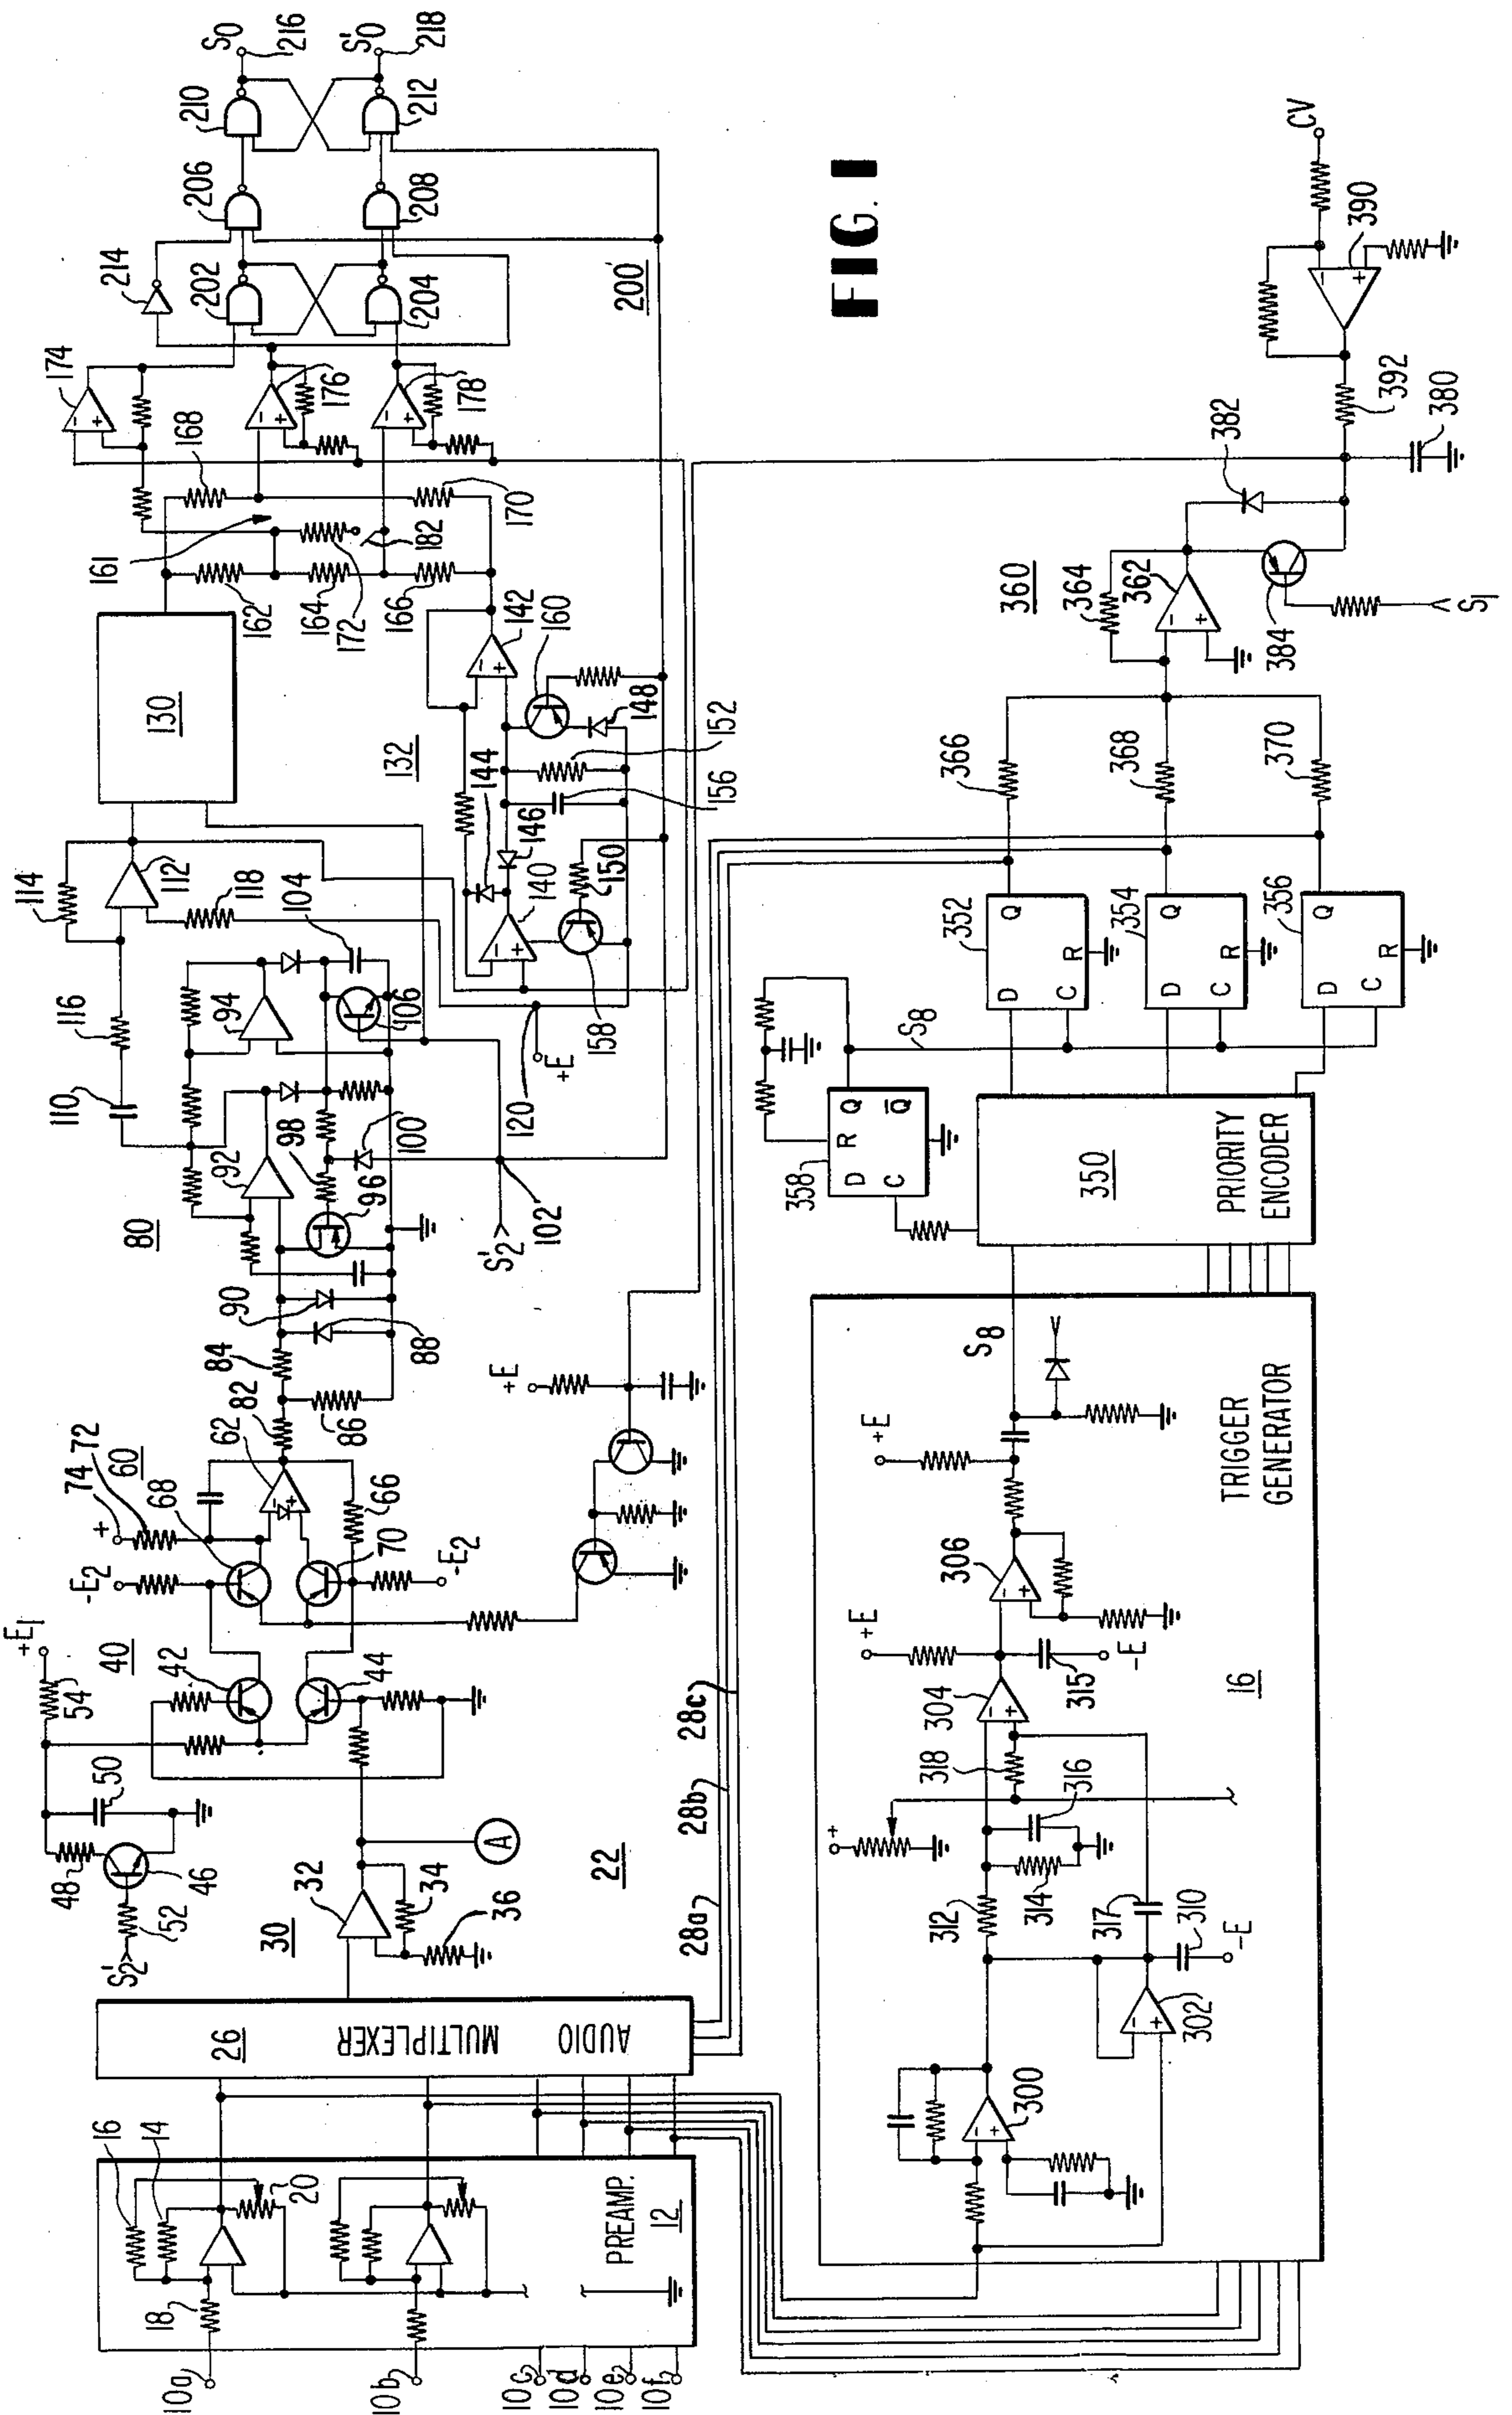 10a
10b
10c
10d
10e
10f
18
16
14
20
PREAMP.
12
26
AUDIO
MULTIPLEXER
28a
28b
28c
30
32
34
36
A
22
S'2
52
46
48
50
54
+E1
40
42
44
-E2
-E2
74
72
60
68
62
70
66
82
84
86
88
90
+E
80
92
94
96
98
100
S'2
102
104
106
110
116
114
112
118
120
+E
130
132
140
142
144
146
148
150
152
156
158
160
161
162
164
166
168
170
172
182
174
176
178
200
202
204
206
208
210
212
214
S0
216
S'0
218
FIG. 1
300
302
304
306
310
312
314
315
316
317
318
+
+E
-E
-E
+E
S8
V
16
TRIGGER
GENERATOR
350
PRIORITY
ENCODER
358
D
R
Q
Q̅
C
S8
352
D
Q
C
R
354
D
Q
C
R
356
D
Q
C
R
366
368
370
360
362
364
382
384
S1
380
392
390
CV